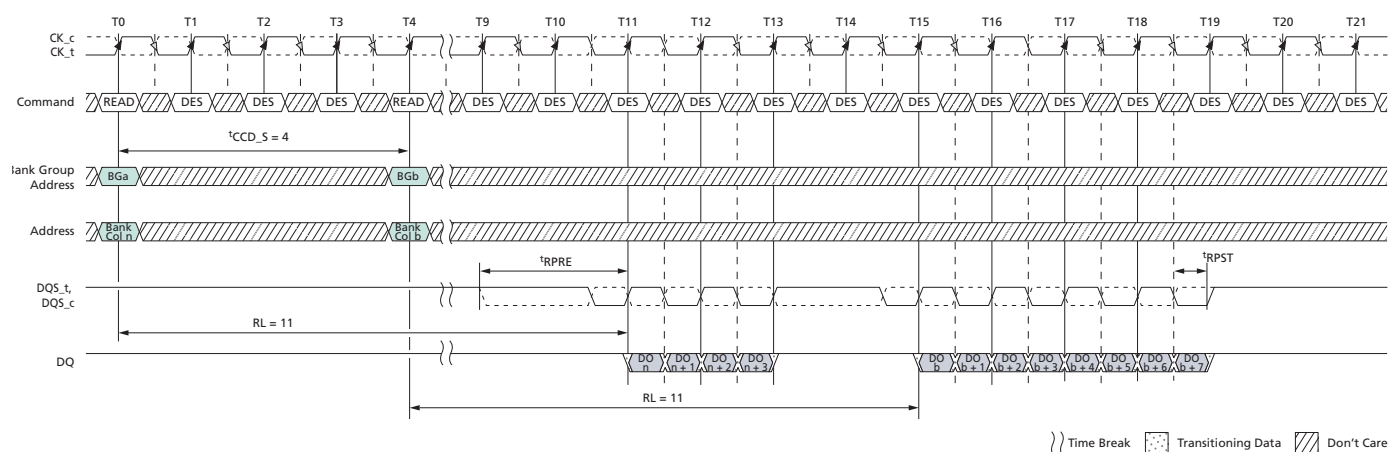 T0 T1 T2 T3 T4 T9 T10 T11 T12 T13 T14 T15 T16 T17 T18 T19 T20 T21
CK_c
CK_t
Command READ DES DES DES READ DES DES DES DES DES DES DES DES DES DES DES DES DES
tCCD_S = 4
Bank Group
Address
BGa BGb
Address
Bank
Col n
Bank
Col b
tRPRE tRPST
DQS_t,
DQS_c
RL = 11
DQ
DO
n
DO
n + 1
DO
n + 2
DO
n + 3
DO
b
DO
b + 1
DO
b + 2
DO
b + 3
DO
b + 4
DO
b + 5
DO
b + 6
DO
b + 7
RL = 11
Time Break Transitioning Data Don't Care